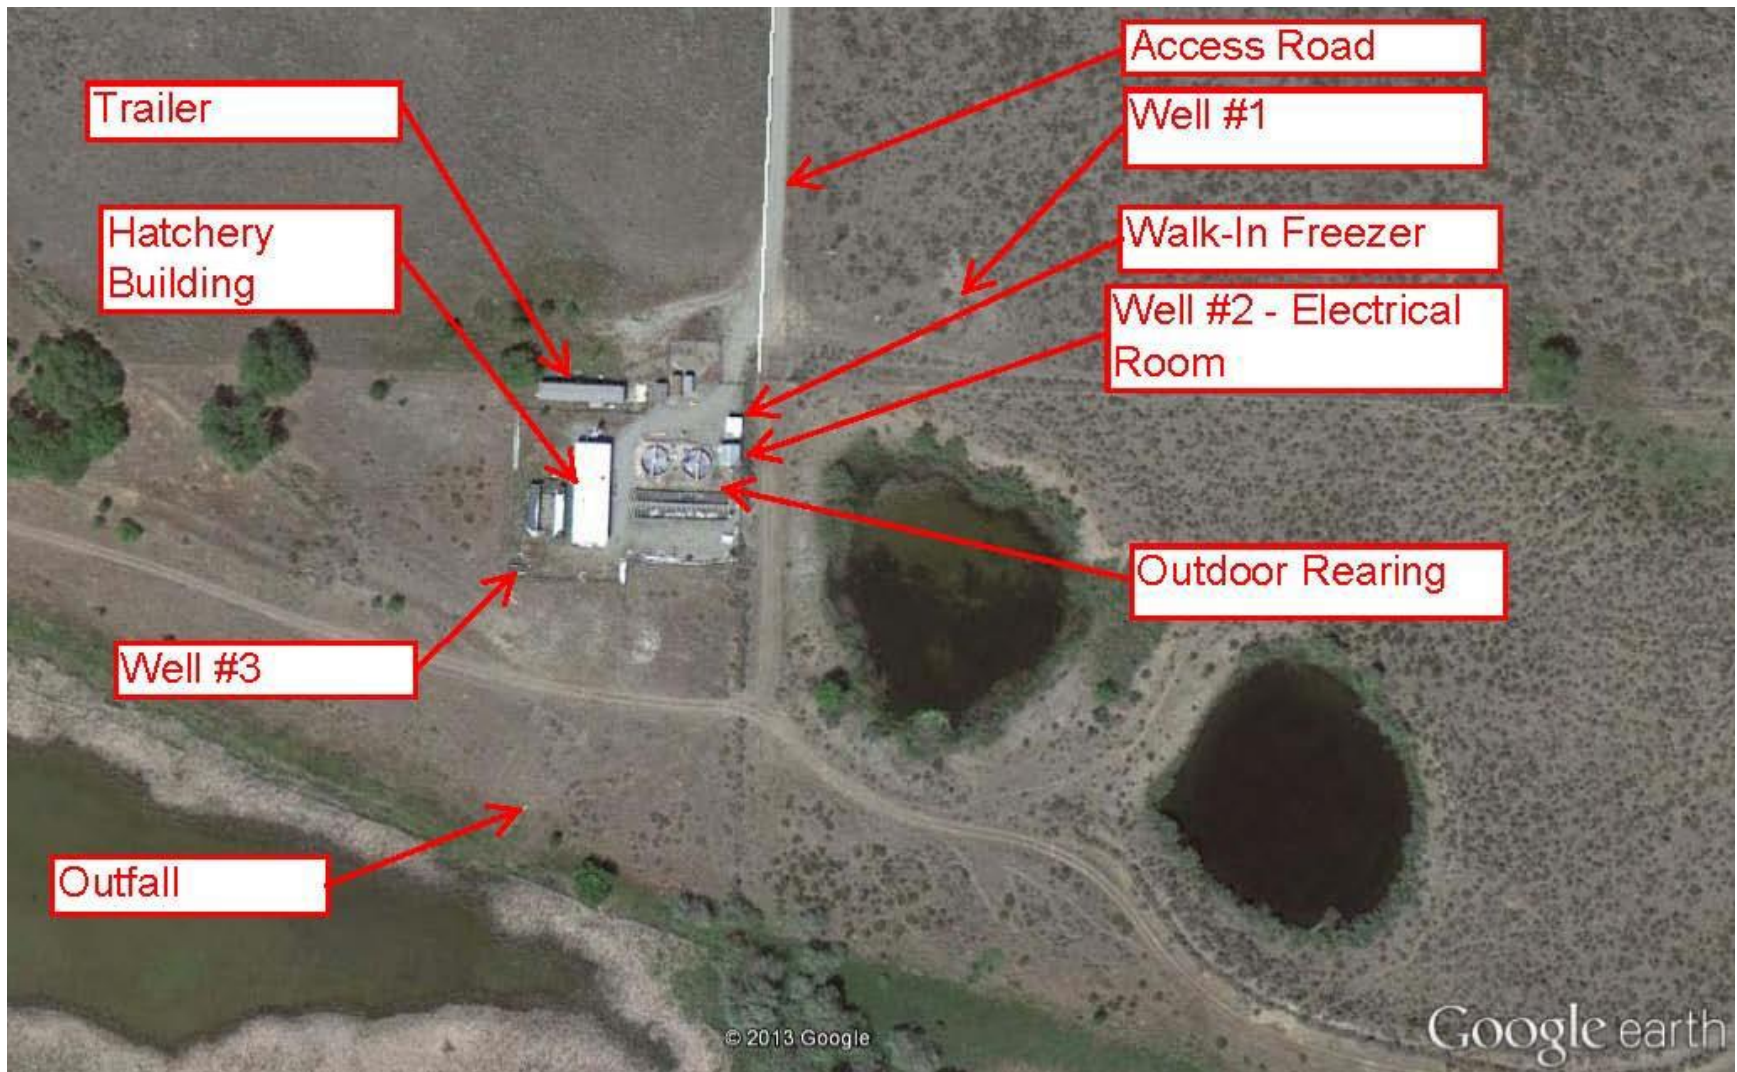 Access Road
Trailer
Well #1
Hatchery
Building
Walk-In Freezer
Well #2 - Electrical
Room
Outdoor Rearing
Well #3
Outfall
© 2013 Google
Google earth